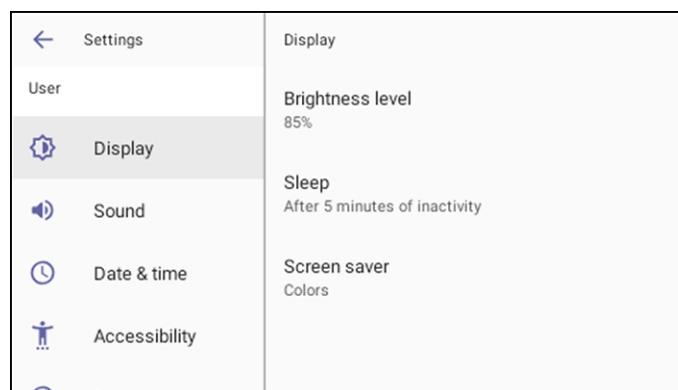 Settings
User
Display
Sound
Date & time
Accessibility
Display
Brightness level
85%
Sleep
After 5 minutes of inactivity
Screen saver
Colors